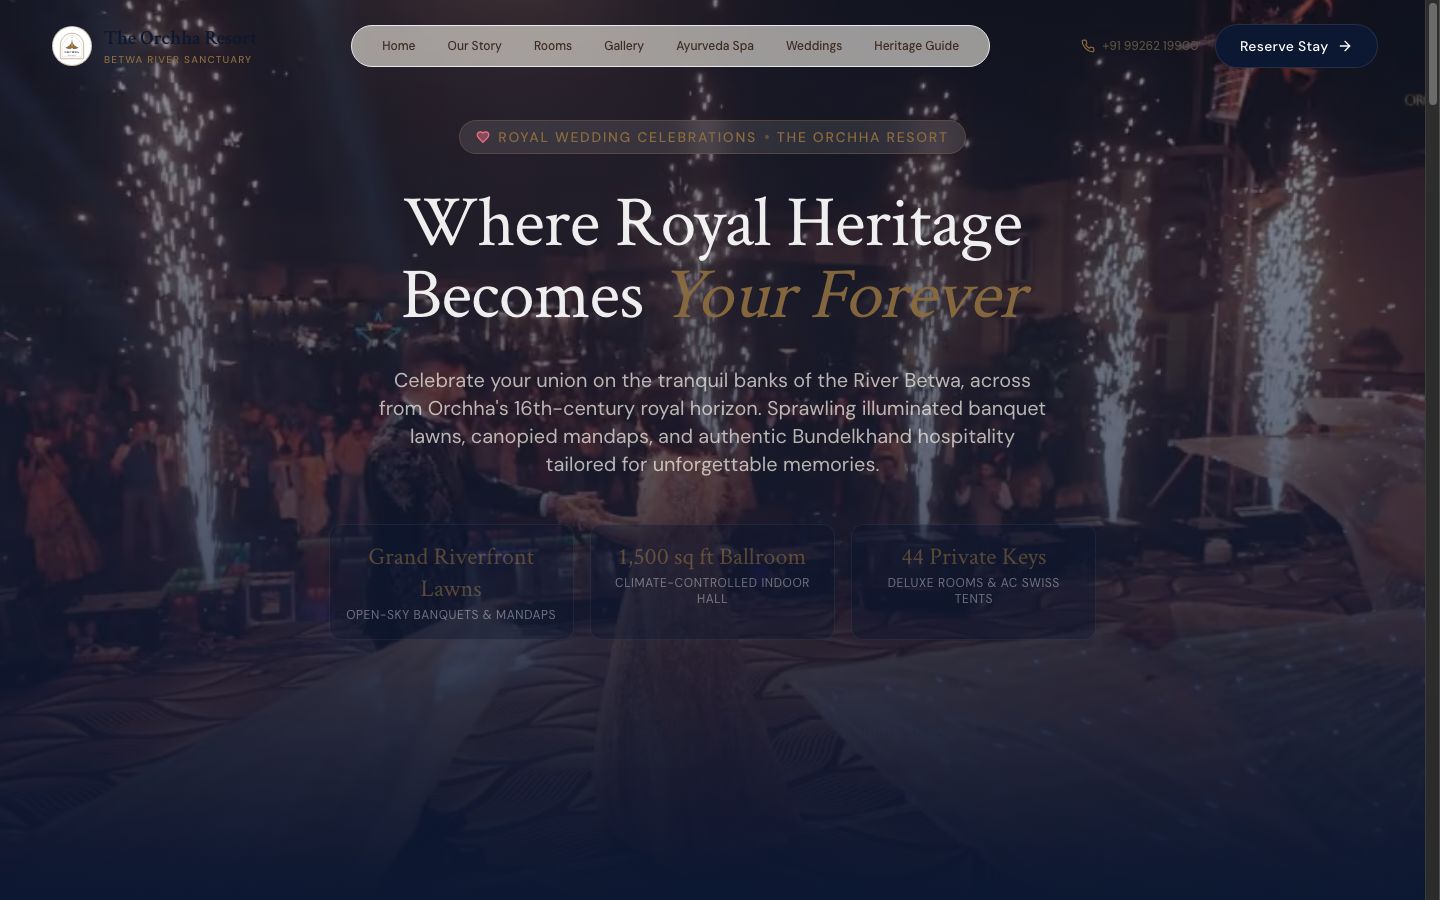 The Orchha Resort
BETWA RIVER SANCTUARY
Home
Our Story
Rooms
Gallery
Ayurveda Spa
Weddings
Heritage Guide
+91 99262 19900
Reserve Stay
ROYAL WEDDING CELEBRATIONS • THE ORCHHA RESORT
Where Royal Heritage
Becomes Your Forever
Celebrate your union on the tranquil banks of the River Betwa, across
from Orchha's 16th-century royal horizon. Sprawling illuminated banquet
lawns, canopied mandaps, and authentic Bundelkhand hospitality
tailored for unforgettable memories.
Grand Riverfront
Lawns
OPEN-SKY BANQUETS & MANDAPS
1,500 sq ft Ballroom
CLIMATE-CONTROLLED INDOOR
HALL
44 Private Keys
DELUXE ROOMS & AC SWISS
TENTS